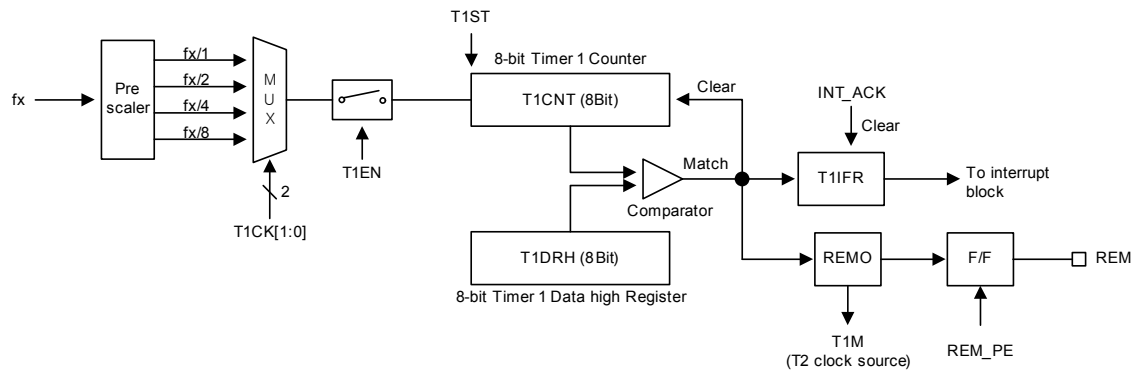 T1ST
8-bit Timer 1 Counter
fx
Pre
scaler
fx/1
fx/2
fx/4
fx/8
M
U
X
T1EN
2
T1CK[1:0]
T1CNT (8Bit)
Clear
INT_ACK
Clear
Match
Comparator
T1IFR
To interrupt
block
T1DRH (8Bit)
8-bit Timer 1 Data high Register
REMO
F/F
REM
T1M
(T2 clock source)
REM_PE